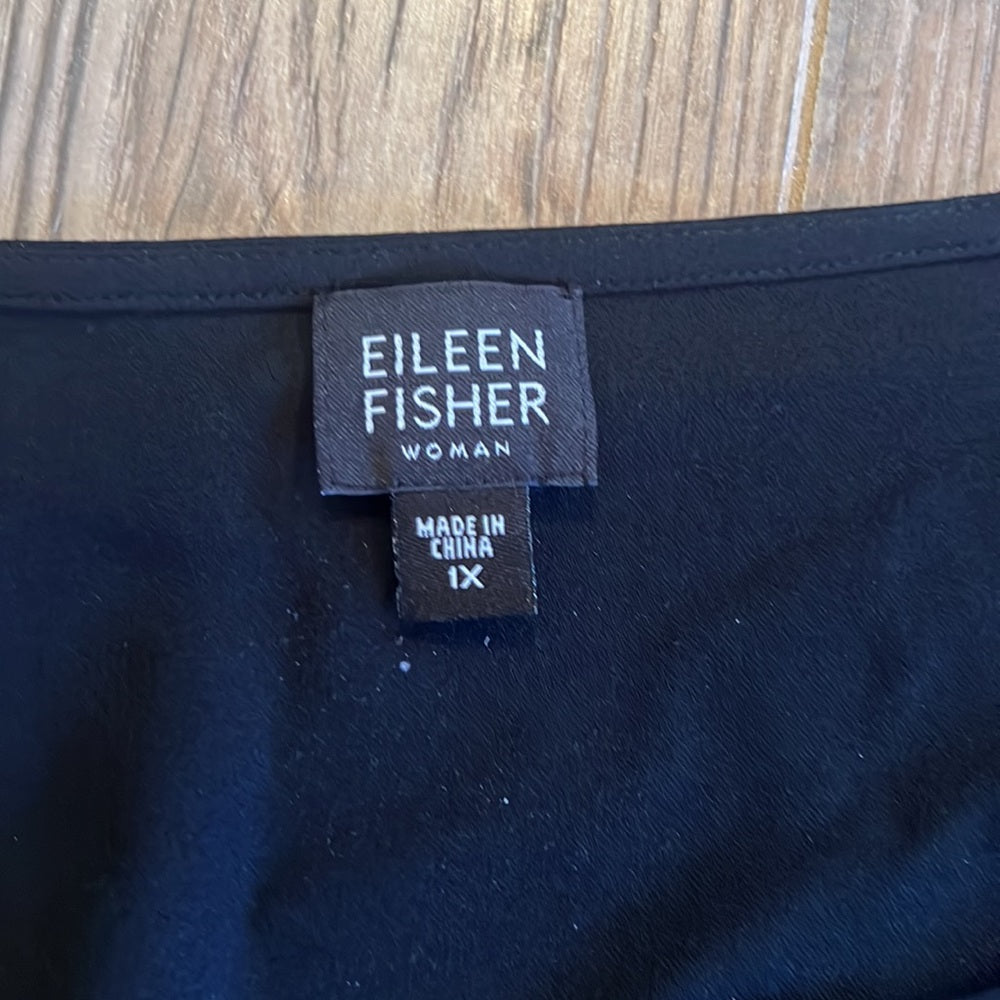 EILEEN
FISHER
WOMAN
MADE IN
CHINA
1X